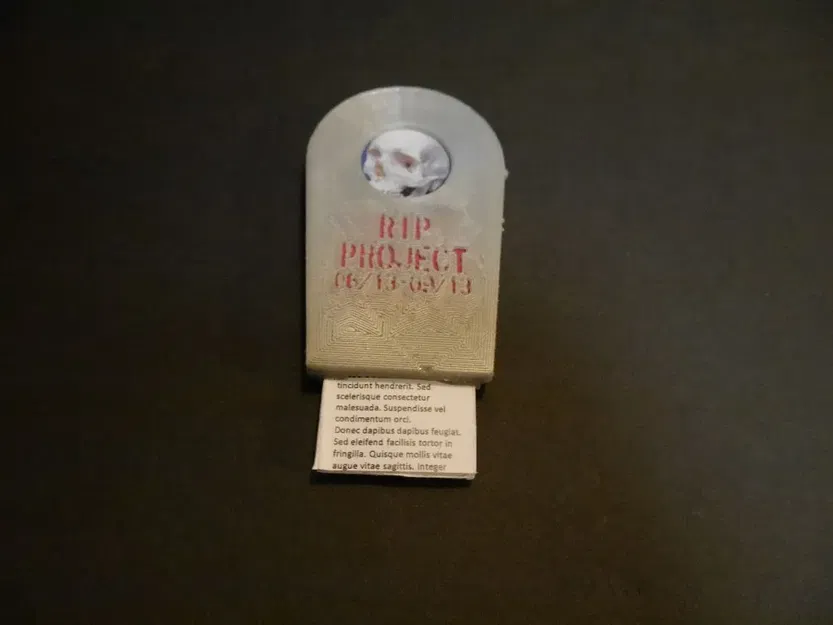 RIP
PROJECT
06/13-09/13
tincidunt hendrerit. Sed
scelerisque consectetur
malesuada. Suspendisse vel
condimentum orci.
Donec dapibus dapibus feugiat.
Sed eleifend facilisis tortor in
fringilla. Quisque mollis vitae
augue vitae sagittis. Integer